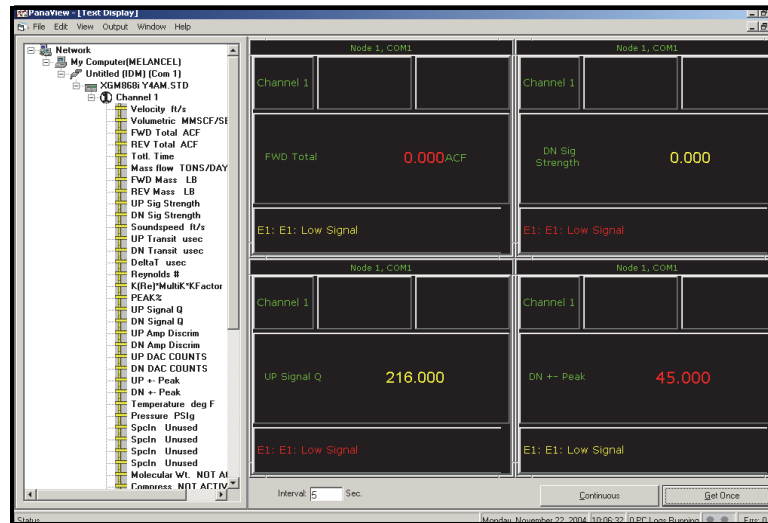 PanaView - [Text Display]
File Edit View Output Window Help
Network
My Computer(MELANCEL)
Untitled (IDM) (Com 1)
XGM868i Y4AM.STD
Channel 1
Velocity ft/s
Volumetric MMSCF/SE
FWD Total ACF
REV Total ACF
Totl. Time
Mass flow TONS/DAY
FWD Mass LB
REV Mass LB
UP Sig Strength
DN Sig Strength
Soundspeed ft/s
UP Transit usec
DN Transit usec
DeltaT usec
Reynolds #
K(Re)*MultiK*KFactor
PEAK%
UP Signal Q
DN Signal Q
UP Amp Discrim
DN Amp Discrim
UP DAC COUNTS
DN DAC COUNTS
UP +- Peak
DN +- Peak
Temperature deg F
Pressure PSIg
SpcIn Unused
SpcIn Unused
SpcIn Unused
SpcIn Unused
Molecular Wt. NOT A
Compress NOT ACTIV
Node 1, COM1
Channel 1
FWD Total 0.000 ACF
E1: E1: Low Signal
Node 1, COM1
Channel 1
DN Sig
Strength
0.000
E1: E1: Low Signal
Node 1, COM1
Channel 1
UP Signal Q 216.000
E1: E1: Low Signal
Node 1, COM1
Channel 1
DN +- Peak 45.000
E1: E1: Low Signal
Interval: 5 Sec.
Continuous
Get Once
Status
Monday, November 22, 2004 10:06:32 0 PC Logs Running Errs: 0